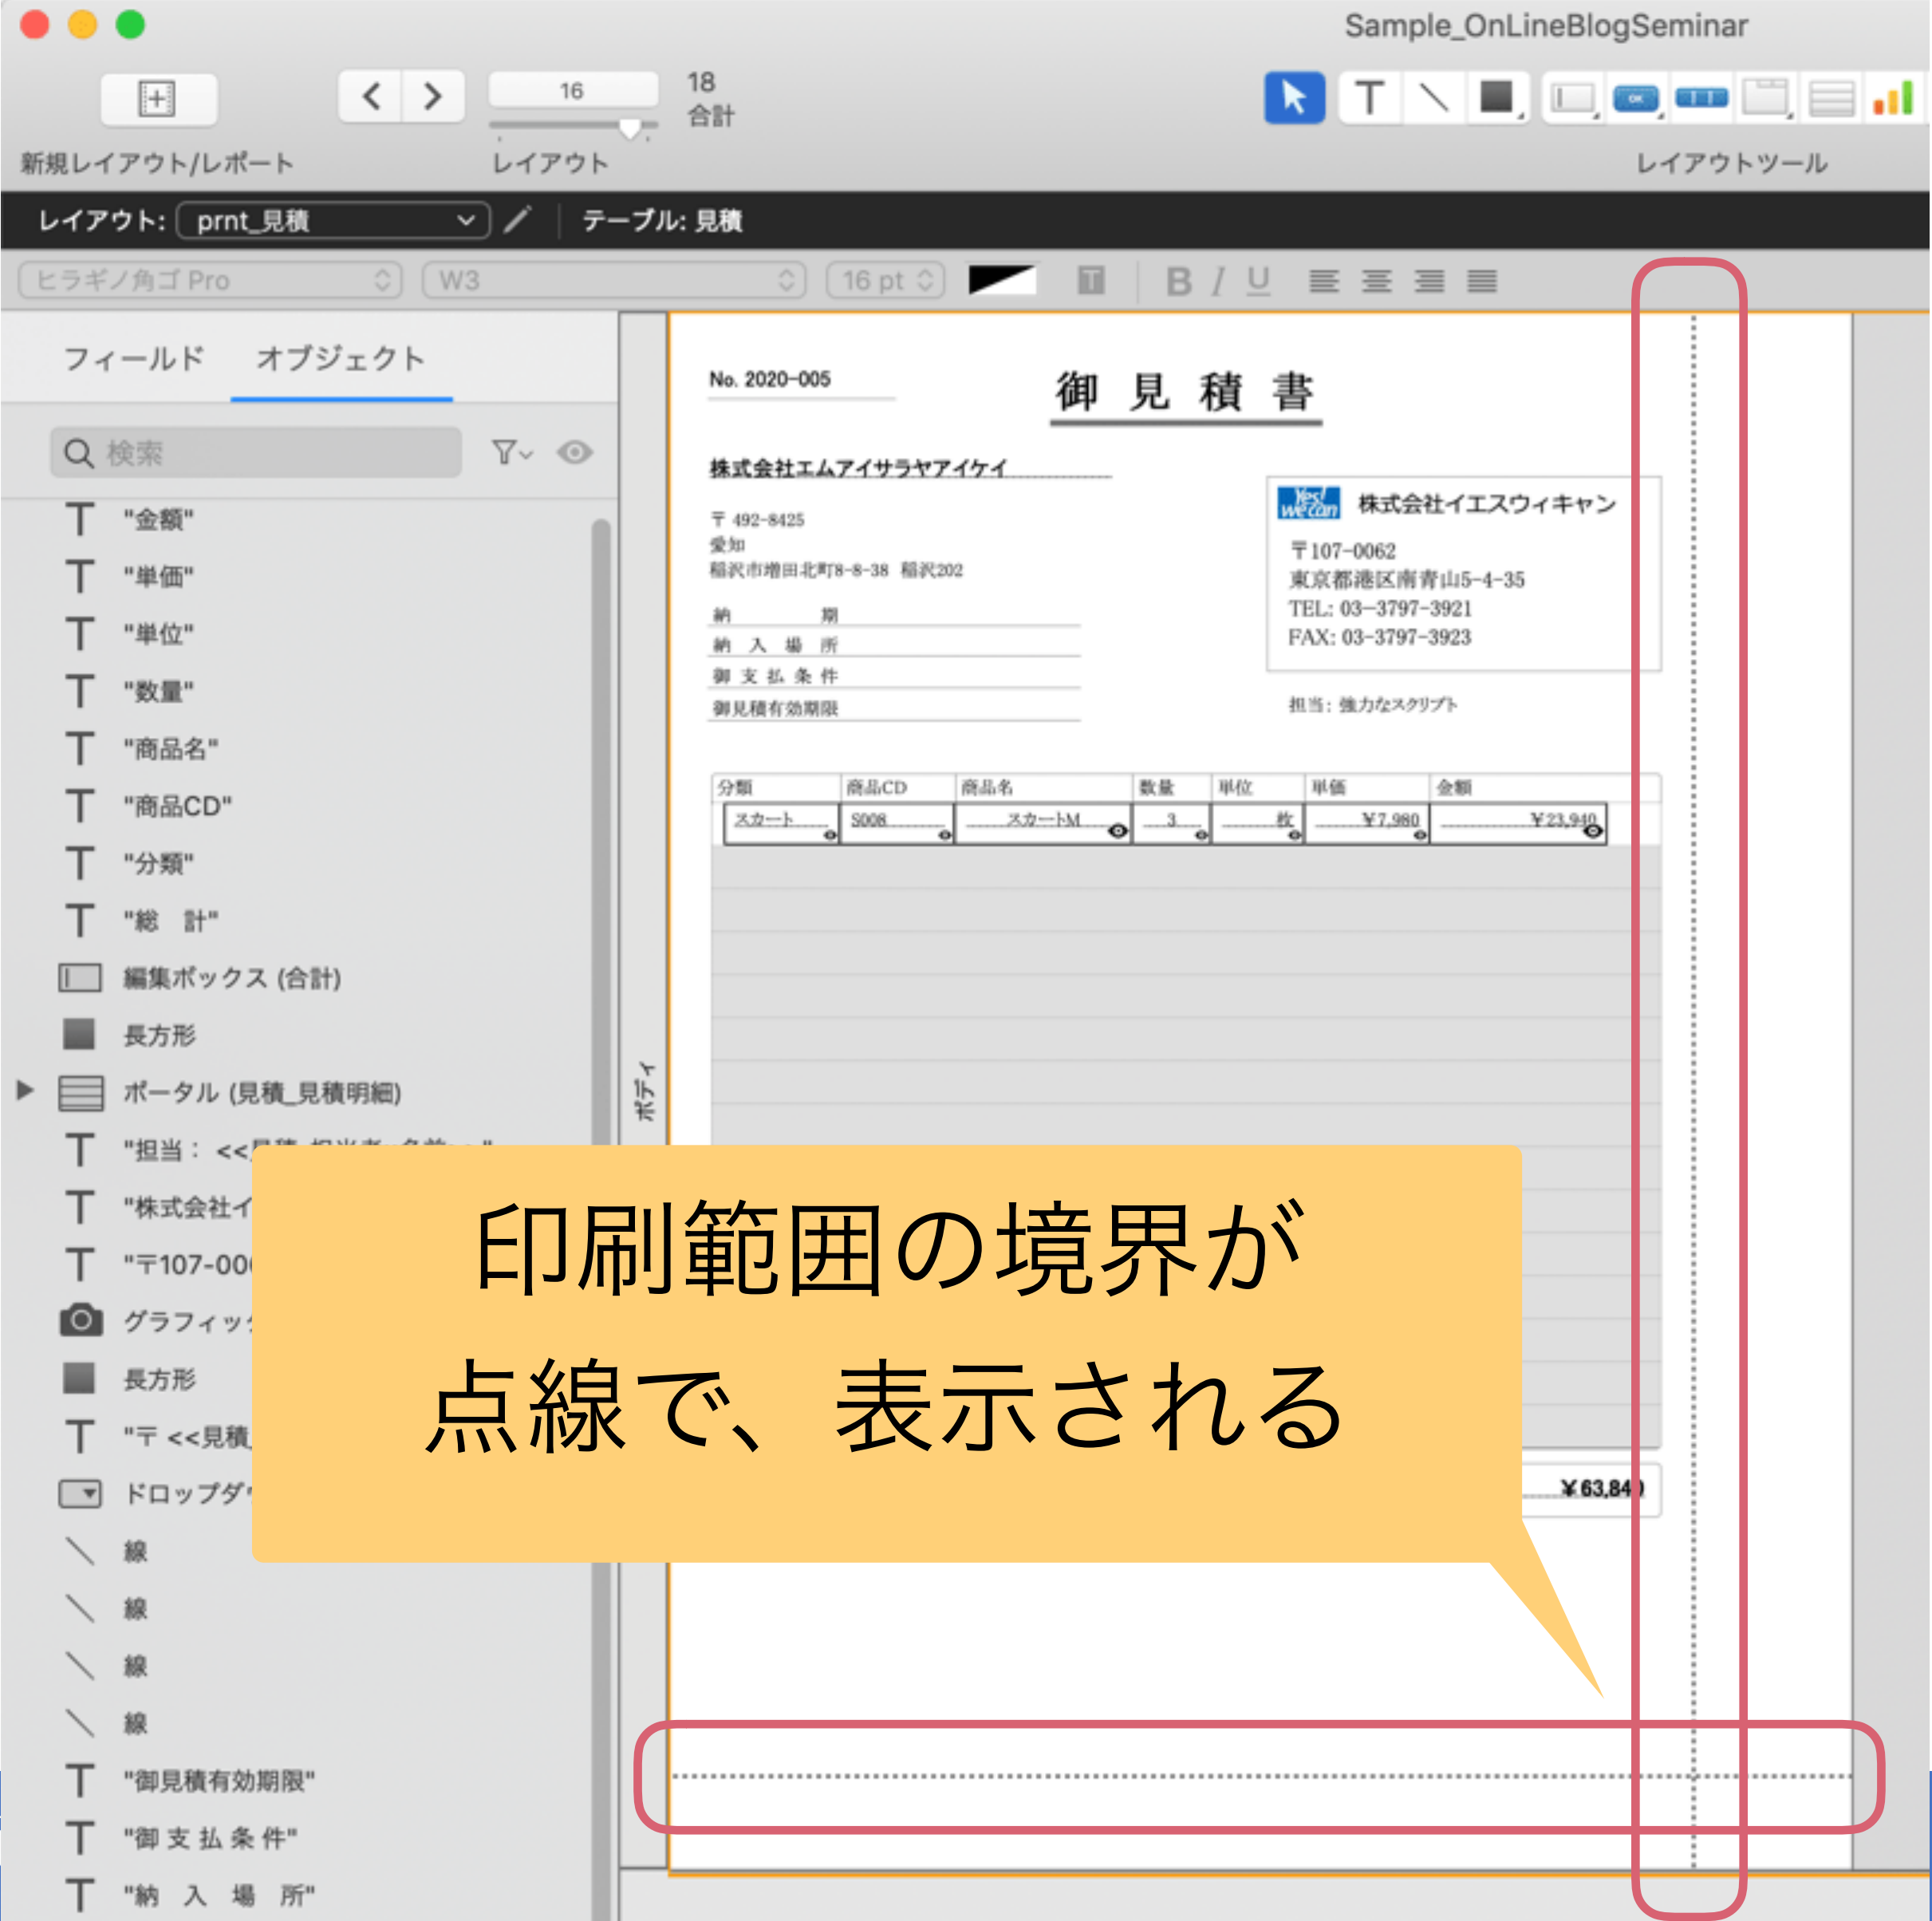 Sample_OnLineBlogSeminar
16
18
合計
新規レイアウト/レポート
レイアウト
レイアウトツール
レイアウト: prnt_見積
テーブル: 見積
ヒラギノ角ゴ Pro
W3
16 pt
B I U
フィールド
オブジェクト
検索
"金額"
"単価"
"単位"
"数量"
"商品名"
"商品CD"
"分類"
"総　計"
編集ボックス (合計)
長方形
ポータル (見積_見積明細)
"担当： <<
"株式会社イ
"〒107-00
グラフィッ
長方形
"〒 <<見積_
ドロップダ
線
線
線
線
"御見積有効期限"
"御 支 払 条 件"
"納　入　場　所"
ボディ
No. 2020-005
御 見 積 書
株式会社エムアイサラヤアイケイ
〒 492-8425
愛知
稲沢市増田北町8-8-38 稲沢202
納　期
納 入 場 所
御 支 払 条 件
御見積有効期限
Yes! we can
株式会社イエスウィキャン
〒107-0062
東京都港区南青山5-4-35
TEL: 03-3797-3921
FAX: 03-3797-3923
担当: 強力なスクリプト
分類 商品CD 商品名 数量 単位 単価 金額
スカート S008 スカートM 3 枚 ¥7,980 ¥23,940
印刷範囲の境界が
点線で、表示される
¥63,840